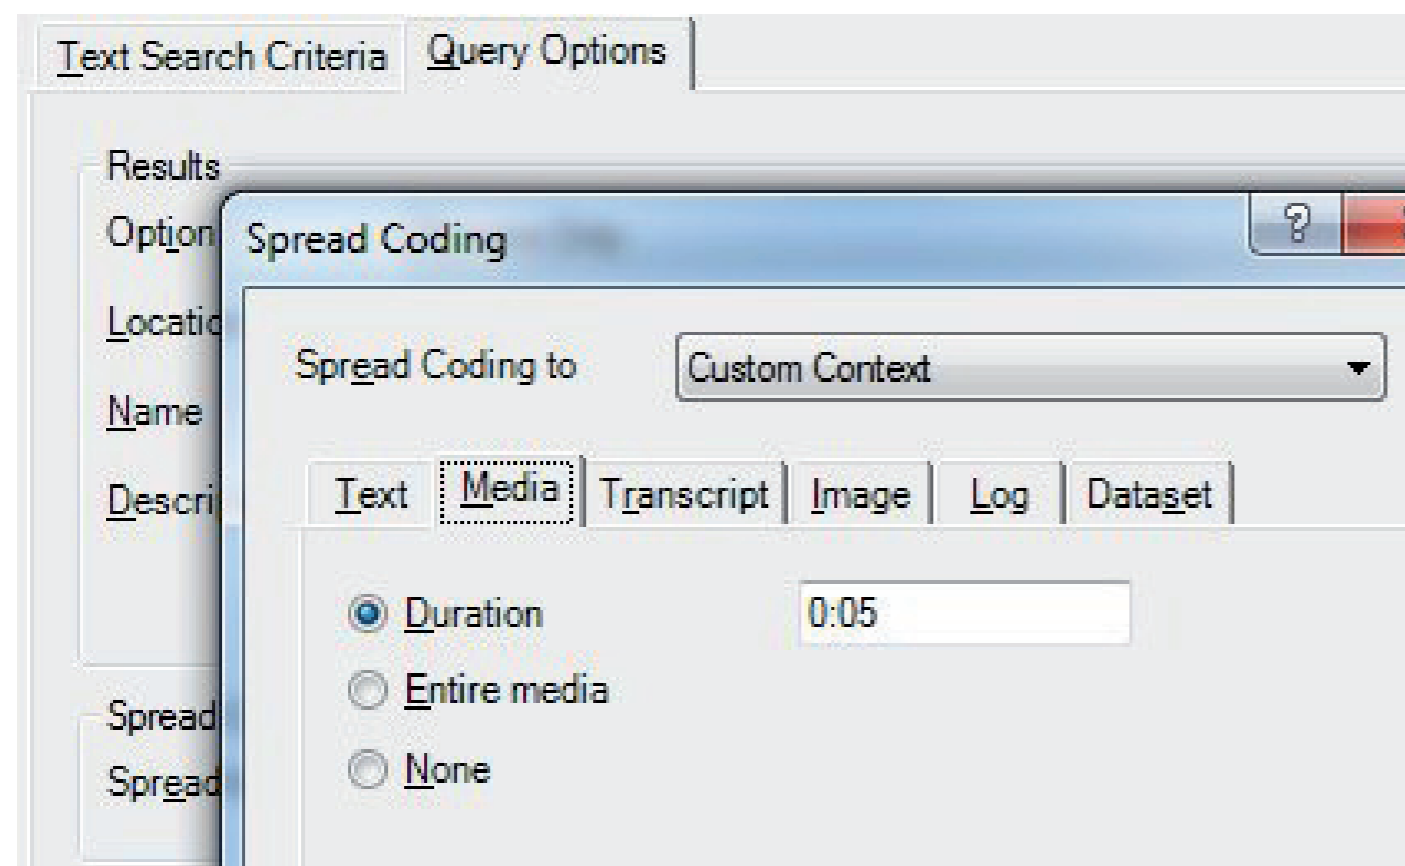 Text Search Criteria Query Options
Results
Option
Spread Coding ?
Locatio
Spread Coding to Custom Context
Name
Descri
Text Media Transcript Image Log Dataset
Duration 0:05
Entire media
Spread
None
Spread